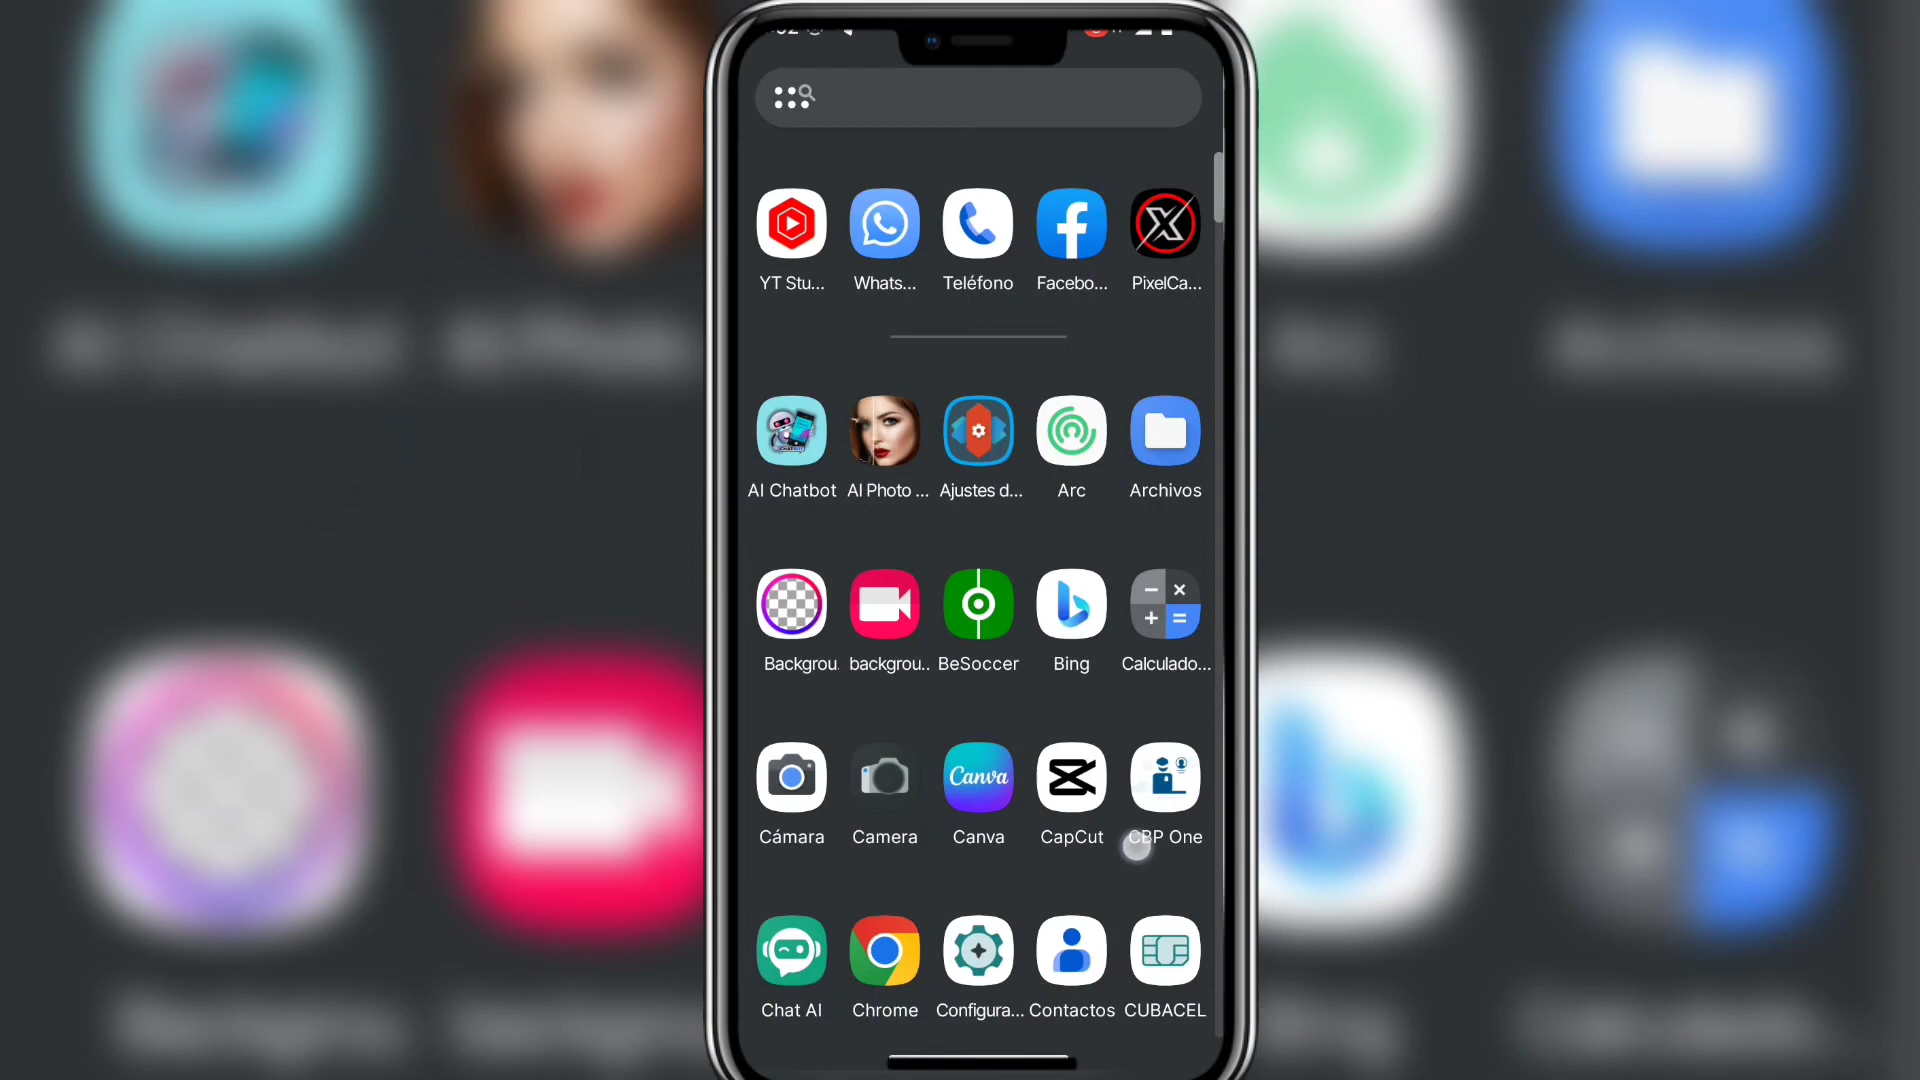 YT Stu... Whats... Teléfono Facebo... PixelCa...
AI Chatbot AI Photo ... Ajustes d... Arc Archivos
Backgrou backgrou.. BeSoccer Bing Calculado...
Canva
Cámara Camera Canva CapCut CBP One
Chat AI Chrome Configura... Contactos CUBACEL